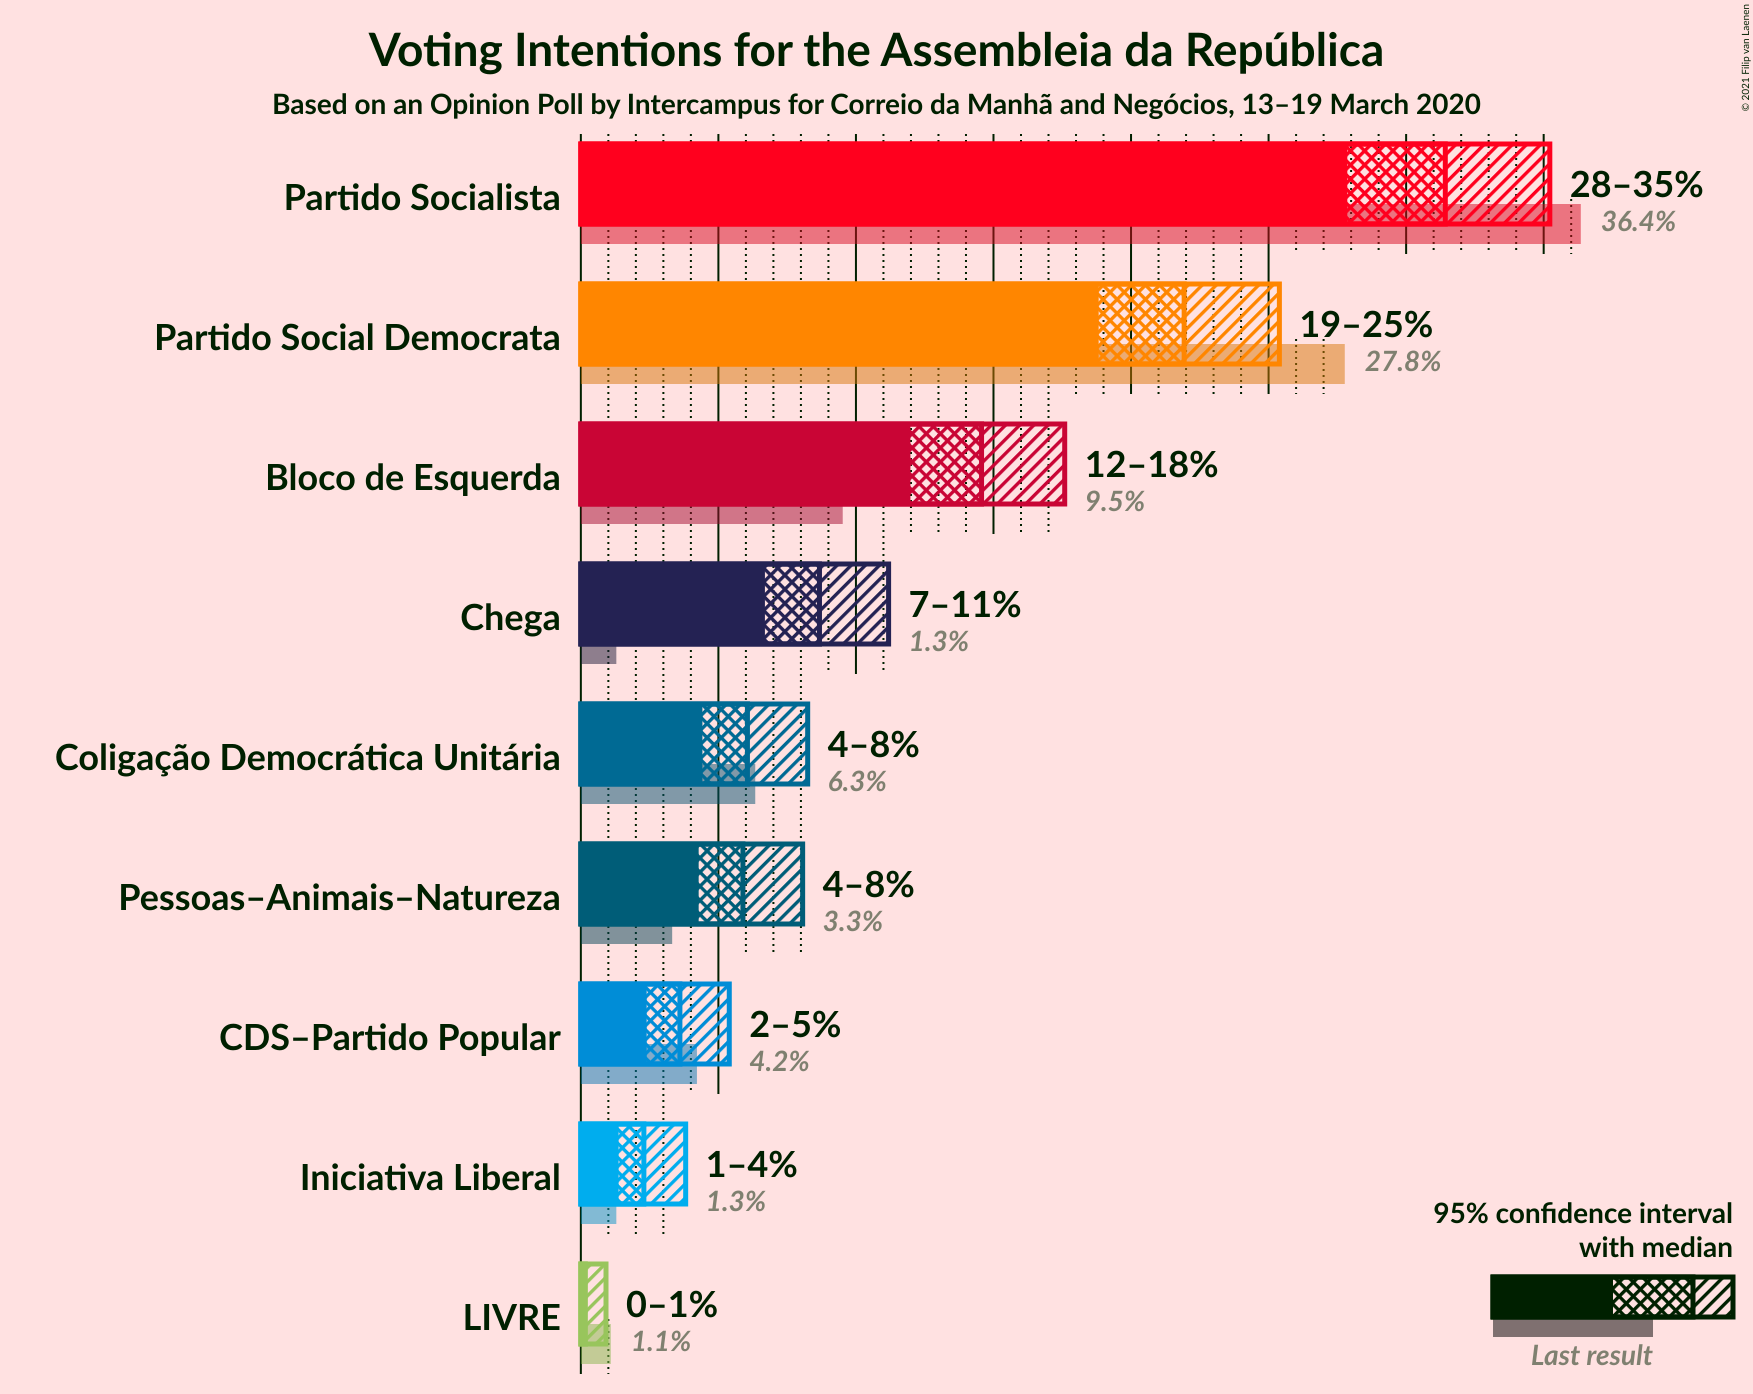 Voting Intentions for the Assembleia da República
Based on an Opinion Poll by Intercampus for Correio da Manhã and Negócios, 13–19 March 2020
© 2021 Filip van Laenen
Partido Socialista
28–35%
36.4%
Partido Social Democrata
19–25%
27.8%
Bloco de Esquerda
12–18%
9.5%
Chega
7–11%
1.3%
Coligação Democrática Unitária
4–8%
6.3%
Pessoas–Animais–Natureza
4–8%
3.3%
CDS–Partido Popular
2–5%
4.2%
Iniciativa Liberal
1–4%
1.3%
LIVRE
0–1%
1.1%
95% confidence interval
with median
Last result